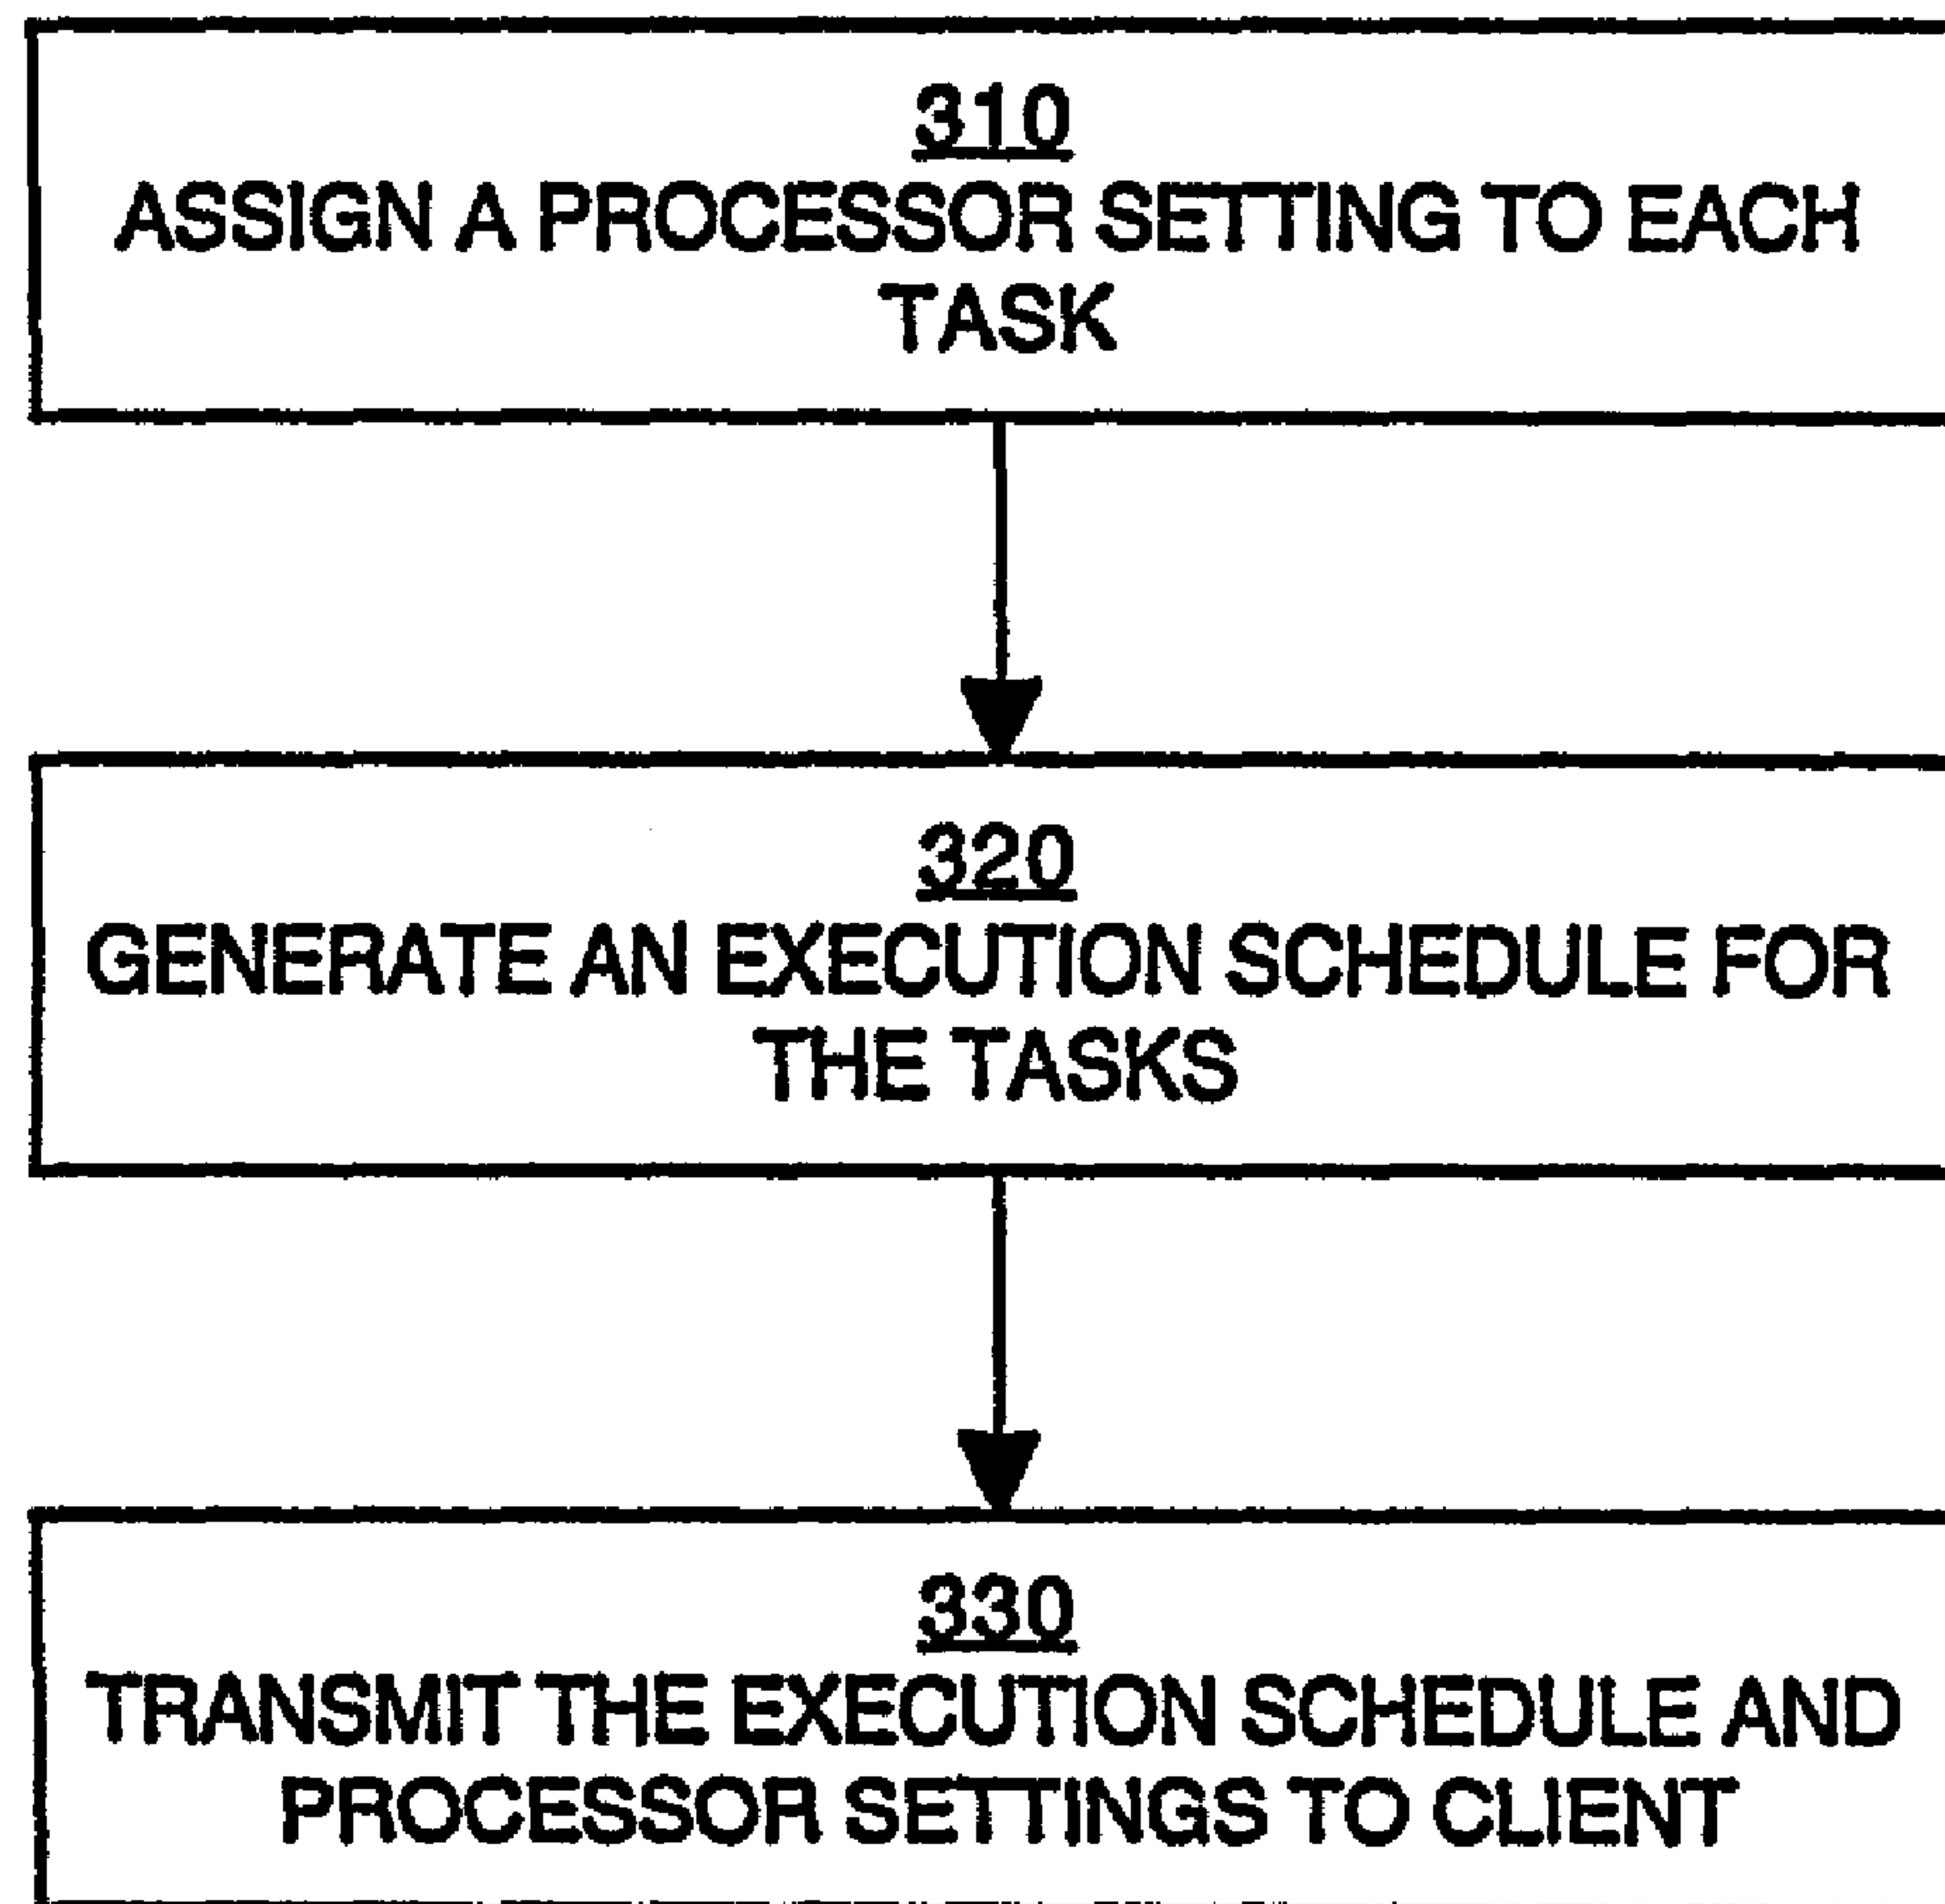 310
ASSIGN A PROCESSOR SETTING TO EACH
TASK
320
GENERATE AN EXECUTION SCHEDULE FOR
THE TASKS
330
TRANSMIT THE EXECUTION SCHEDULE AND
PROCESSOR SETTINGS TO CLIENT